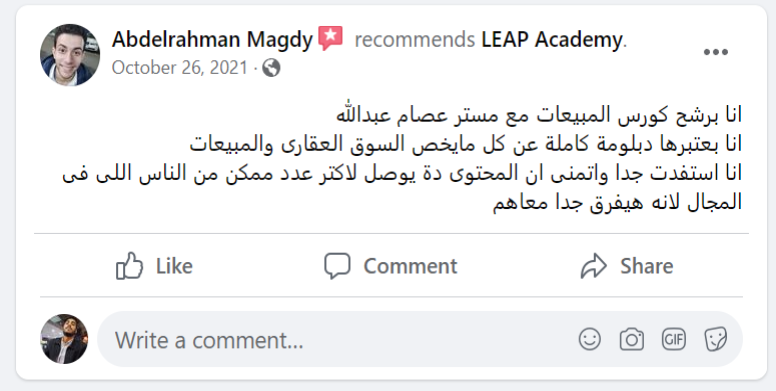 Abdelrahman Magdy recommends LEAP Academy.
October 26, 2021 ·
انا برشح كورس المبيعات مع مستر عصام عبدالله
انا بعتبرها دبلومة كاملة عن كل مايخص السوق العقارى والمبيعات
انا استفدت جدا واتمنى ان المحتوى دة يوصل لاكتر عدد ممكن من الناس اللى فى
المجال لانه هيفرق جدا معاهم
Like Comment Share
Write a comment... GIF